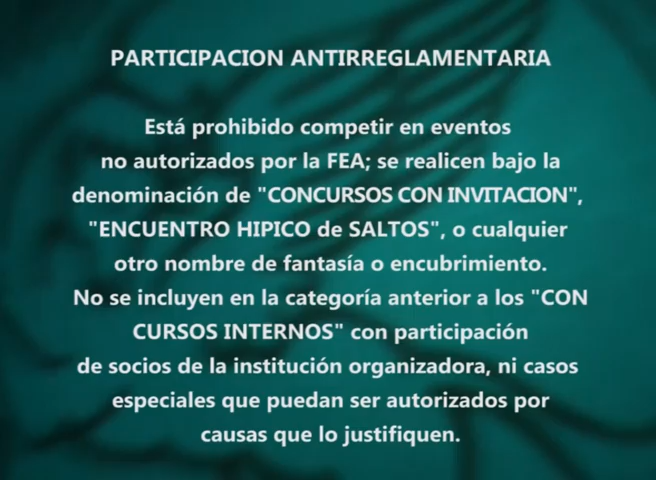 PARTICIPACION ANTIRREGLAMENTARIA
Está prohibido competir en eventos
no autorizados por la FEA; se realicen bajo la
denominación de "CONCURSOS CON INVITACION",
"ENCUENTRO HIPICO de SALTOS", o cualquier
otro nombre de fantasía o encubrimiento.
No se incluyen en la categoría anterior a los "CON
CURSOS INTERNOS" con participación
de socios de la institución organizadora, ni casos
especiales que puedan ser autorizados por
causas que lo justifiquen.